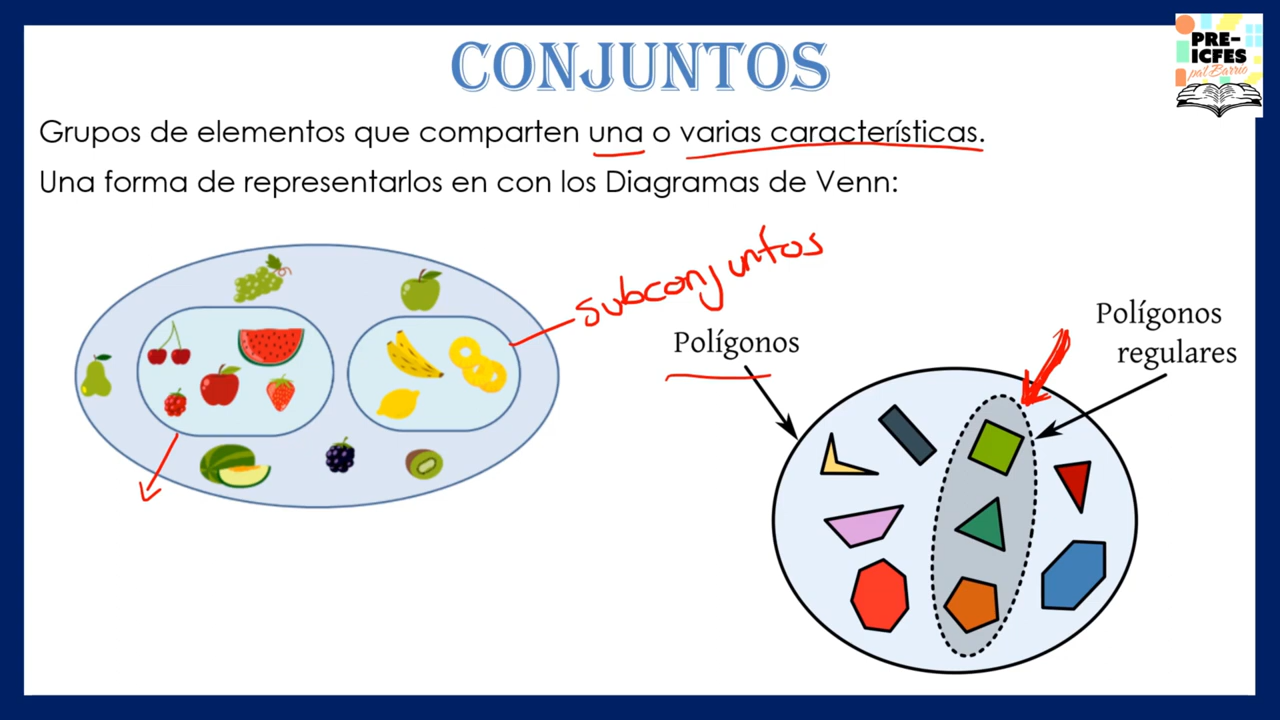 CONJUNTOS
PRE-
ICFES
pal Barrio
Grupos de elementos que comparten una o varias características.
Una forma de representarlos en con los Diagramas de Venn:
subconjuntos
Polígonos
Polígonos
regulares